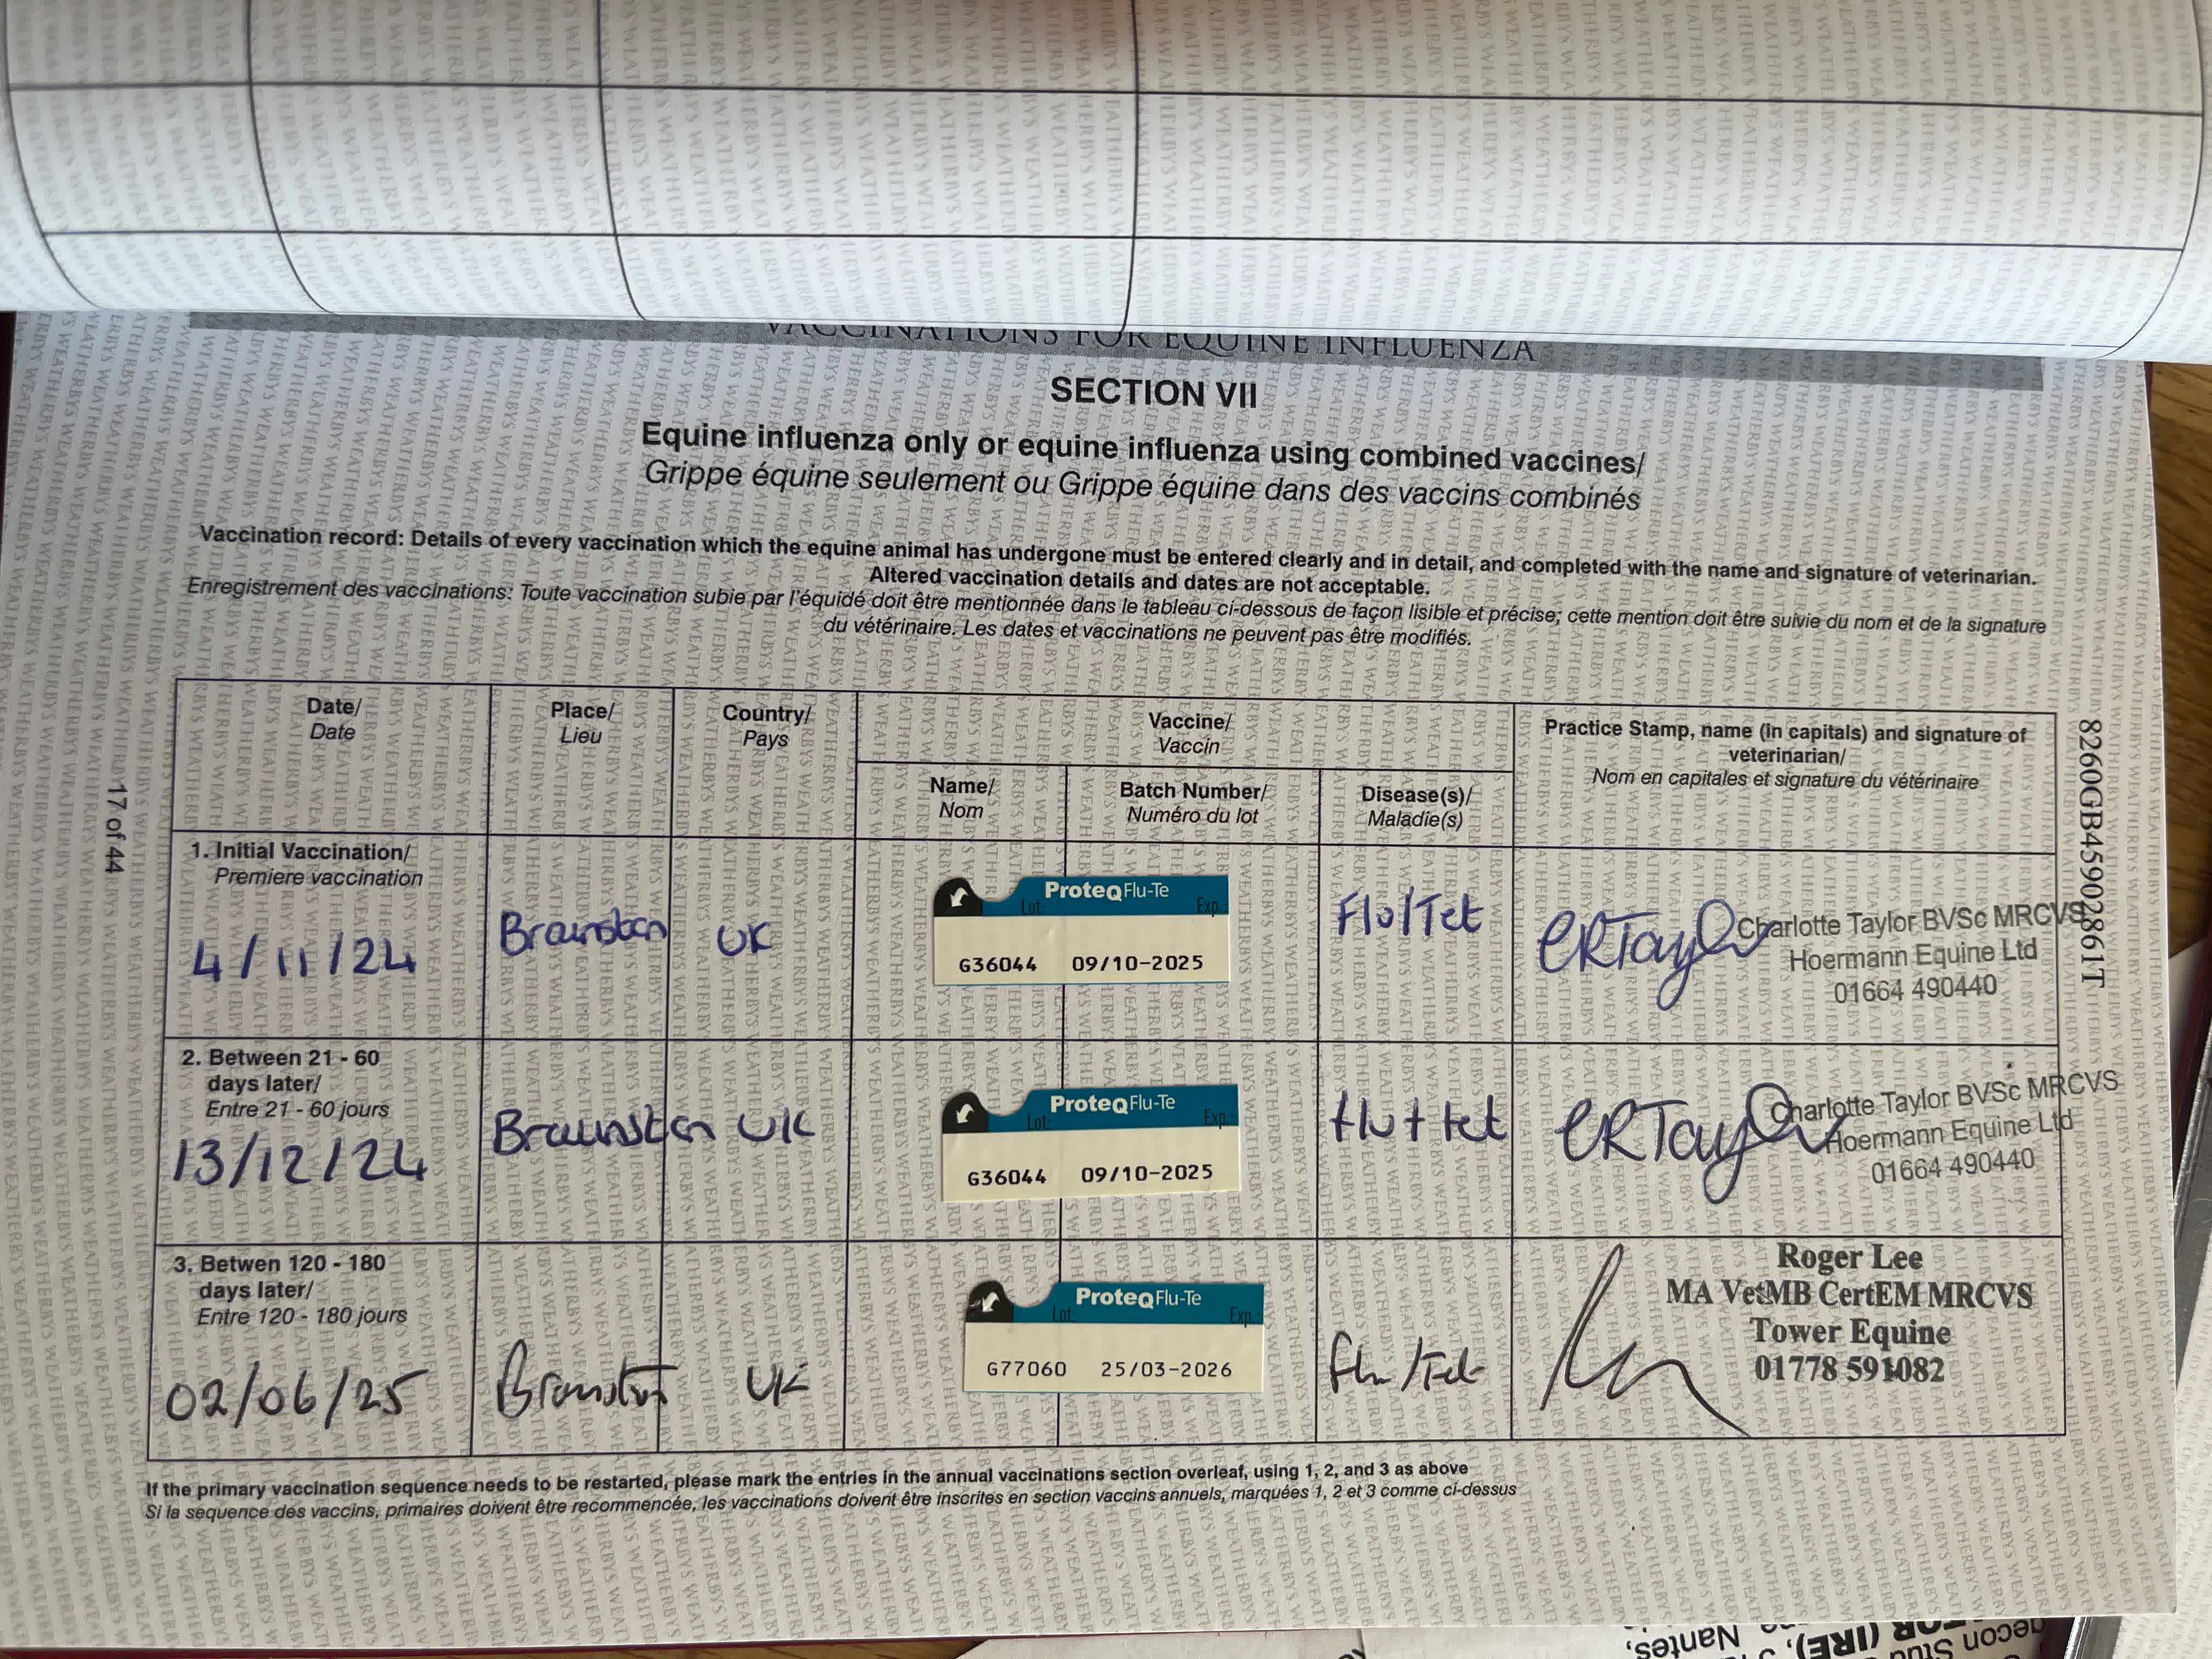 VACCINATIONS FOR EQUINE INFLUENZA
SECTION VII
Equine influenza only or equine influenza using combined vaccines/
Grippe équine seulement ou Grippe équine dans des vaccins combinés
Vaccination record: Details of every vaccination which the equine animal has undergone must be entered clearly and in detail, and completed with the name and signature of veterinarian.
Altered vaccination details and dates are not acceptable.
Enregistrement des vaccinations: Toute vaccination subie par l'équidé doit être mentionnée dans le tableau ci-dessous de façon lisible et précise; cette mention doit être suivie du nom et de la signature
du vétérinaire. Les dates et vaccinations ne peuvent pas être modifiés.
Date/
Date
Place/
Lieu
Country/
Pays
Vaccine/
Vaccin
Name/
Nom
Batch Number/
Numéro du lot
Disease(s)/
Maladie(s)
Practice Stamp, name (in capitals) and signature of
veterinarian/
Nom en capitales et signature du vétérinaire
1. Initial Vaccination/
Premiere vaccination
4/11/24
Braunston
UK
ProteqFlu-Te
Lot: Exp.
G36044 09/10-2025
Flu/Tet
CRTaylor
Charlotte Taylor BVSc MRCVS
Hoermann Equine Ltd
01664 490440
2. Between 21 - 60
days later/
Entre 21 - 60 jours
13/12/24
Braunston
UK
ProteqFlu-Te
Lot: Exp.:
G36044 09/10-2025
flu+tet
CRTaylor
Charlotte Taylor BVSc MRCVS
Hoermann Equine Ltd
01664 490440
3. Betwen 120 - 180
days later/
Entre 120 - 180 jours
02/06/25
Braunston
UK
ProteqFlu-Te
Lot: Exp.:
G77060 25/03-2026
flu/Tet
Roger Lee
MA VetMB CertEM MRCVS
Tower Equine
01778 591082
If the primary vaccination sequence needs to be restarted, please mark the entries in the annual vaccinations section overleaf, using 1, 2, and 3 as above
Si la sequence des vaccins, primaires doivent être recommencée, les vaccinations doivent être inscrites en section vaccins annuels, marquées 1, 2 et 3 comme ci-dessus
17 of 44
8260GB45902861T
WEATHERBYS
Nantes,
(IRE),